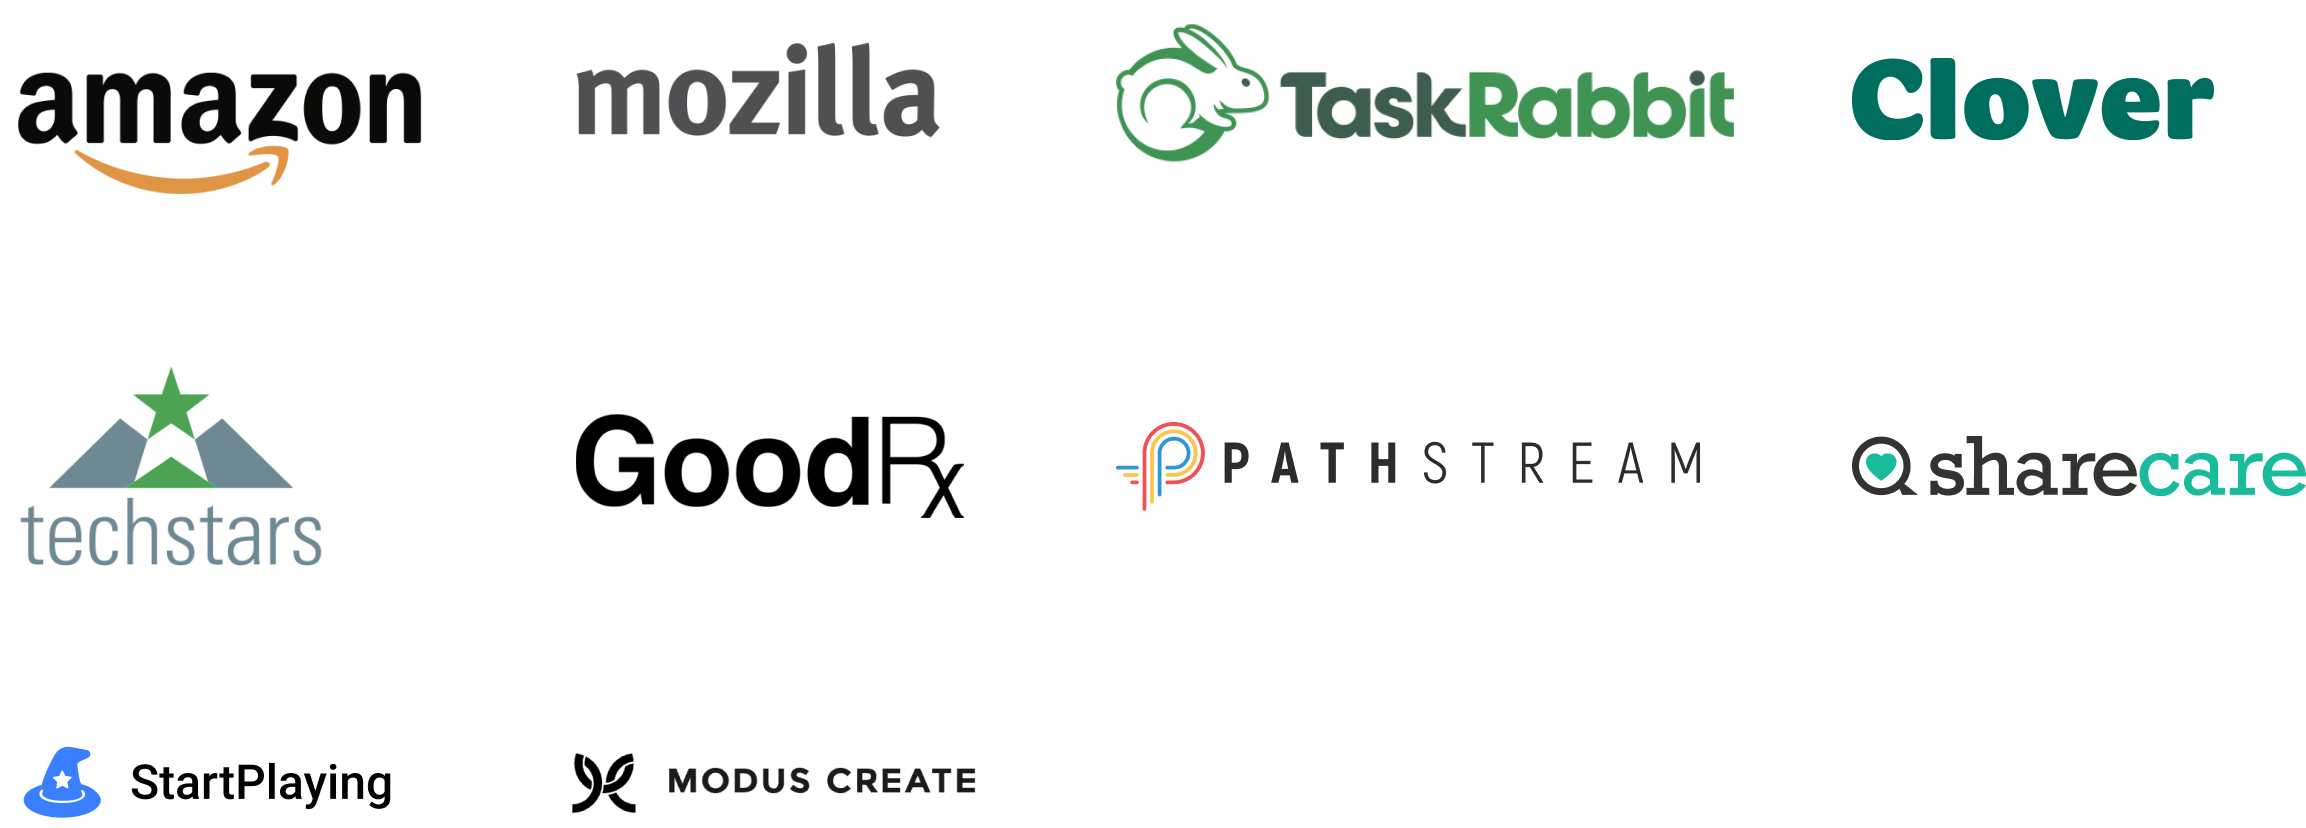 amazon
mozilla
TaskRabbit
Clover
techstars
GoodRx
PATHSTREAM
sharecare
StartPlaying
MODUS CREATE